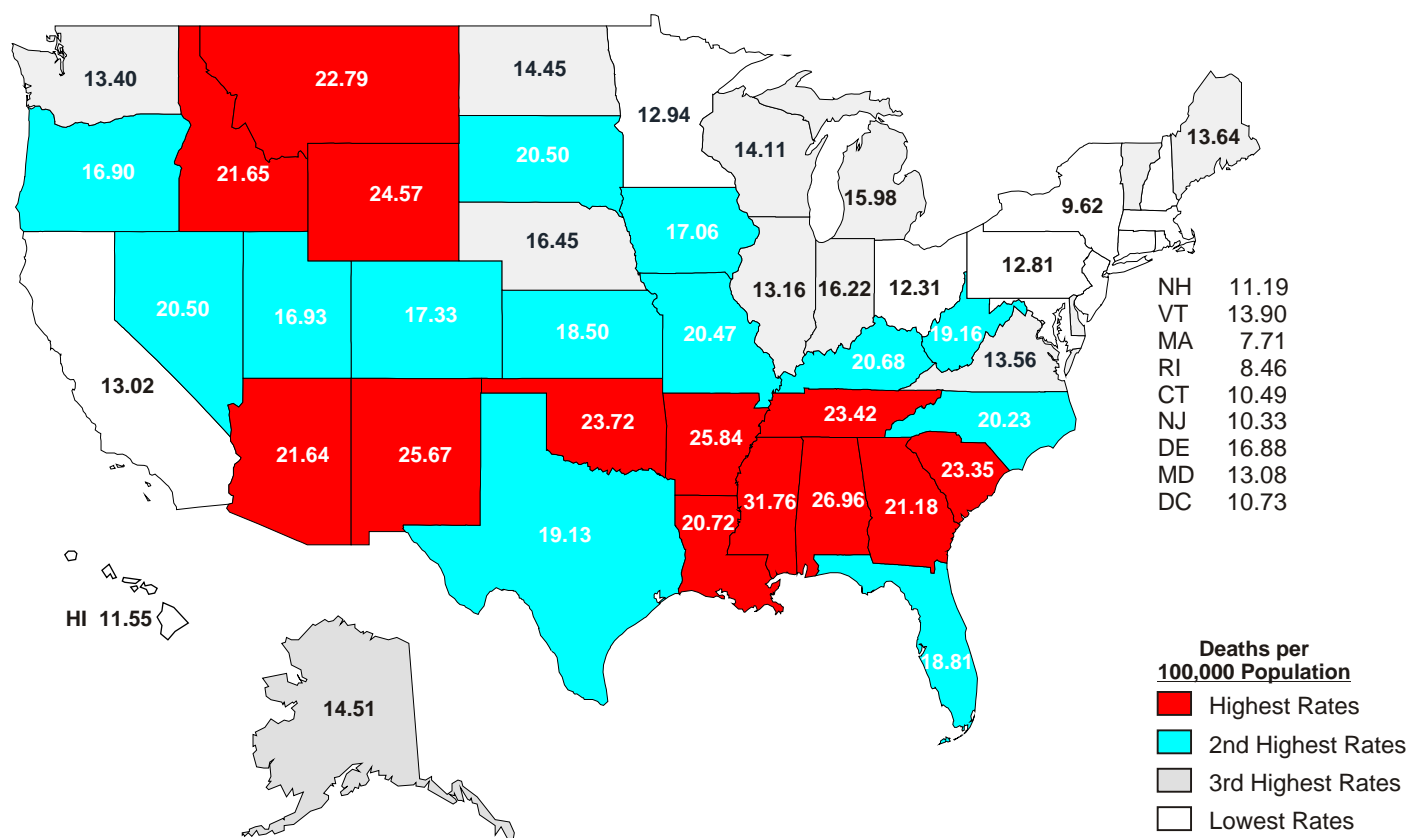 13.40
22.79
14.45
12.94
14.11
15.98
13.64
16.90
21.65
24.57
20.50
17.06
9.62
16.45
12.81
20.50
16.93
17.33
18.50
20.47
13.16
16.22
12.31
19.16
20.68
13.56
13.02
21.64
25.67
23.72
25.84
23.42
20.23
23.35
19.13
20.72
31.76
26.96
21.18
18.81
HI 11.55
14.51
NH 11.19
VT 13.90
MA 7.71
RI 8.46
CT 10.49
NJ 10.33
DE 16.88
MD 13.08
DC 10.73
Deaths per
100,000 Population
Highest Rates
2nd Highest Rates
3rd Highest Rates
Lowest Rates